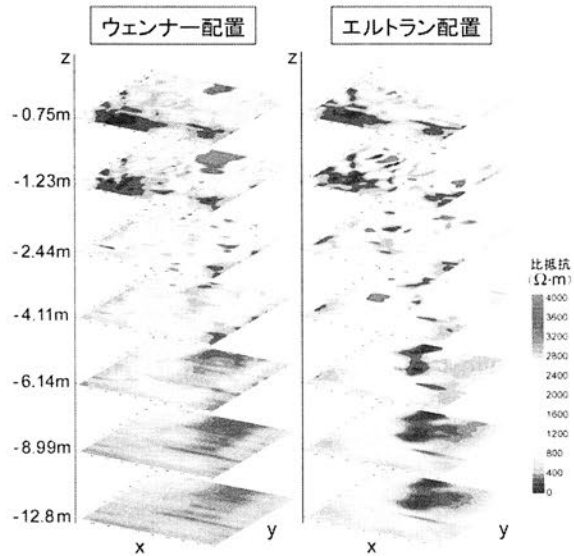 ウェンナー配置
エルトラン配置
z
z
-0.75m
-1.23m
-2.44m
-4.11m
-6.14m
-8.99m
-12.8m
x
y
x
y
比抵抗
(Ω·m)
4000
3600
3200
2800
2400
2000
1600
1200
800
400
0